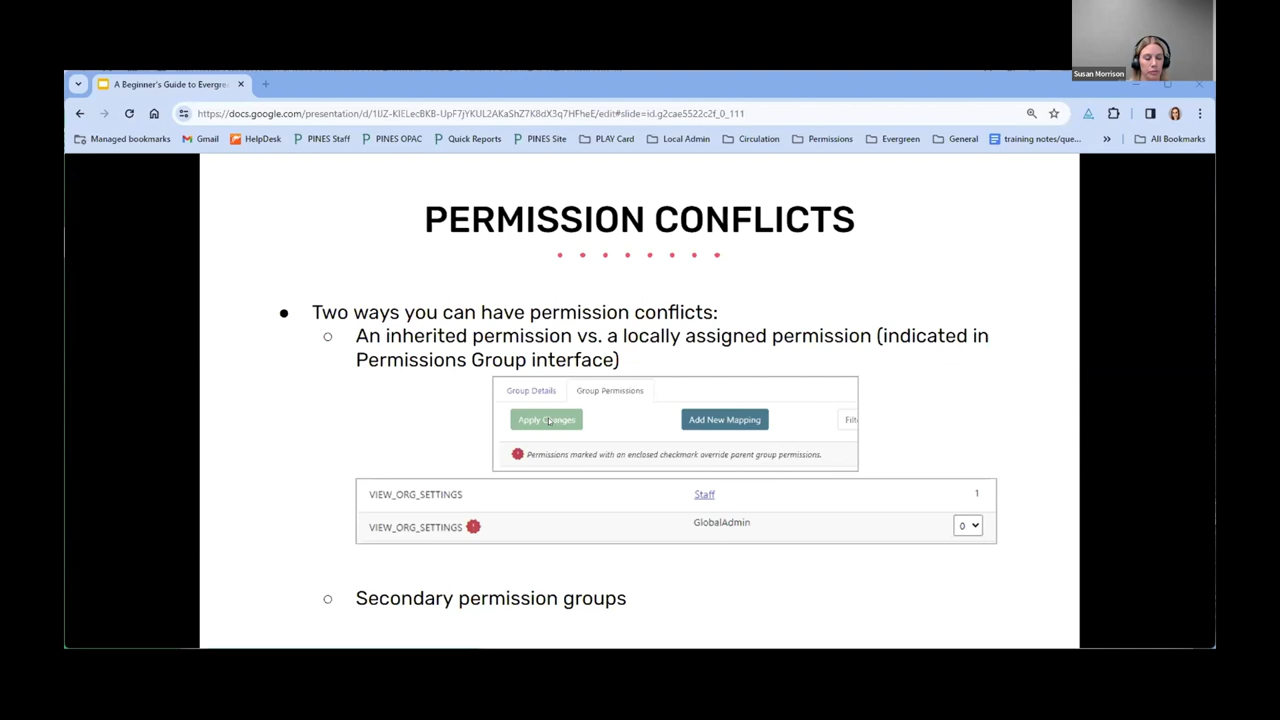 Susan Morrison
A Beginner's Guide to Evergree
https://docs.google.com/presentation/d/1IJZ-KIELecBKB-UpF7jYKUL2AKaShZ7K8dX3q7HFheE/edit#slide=id.g2cae5522c2f_0_111
Managed bookmarks Gmail HelpDesk PINES Staff PINES OPAC Quick Reports PINES Site PLAY Card Local Admin Circulation Permissions Evergreen General training notes/que... All Bookmarks
PERMISSION CONFLICTS
● Two ways you can have permission conflicts:
○ An inherited permission vs. a locally assigned permission (indicated in
Permissions Group interface)
Group Details Group Permissions
Apply Changes Add New Mapping Filt
Permissions marked with an enclosed checkmark override parent group permissions.
VIEW_ORG_SETTINGS Staff 1
VIEW_ORG_SETTINGS GlobalAdmin 0
○ Secondary permission groups